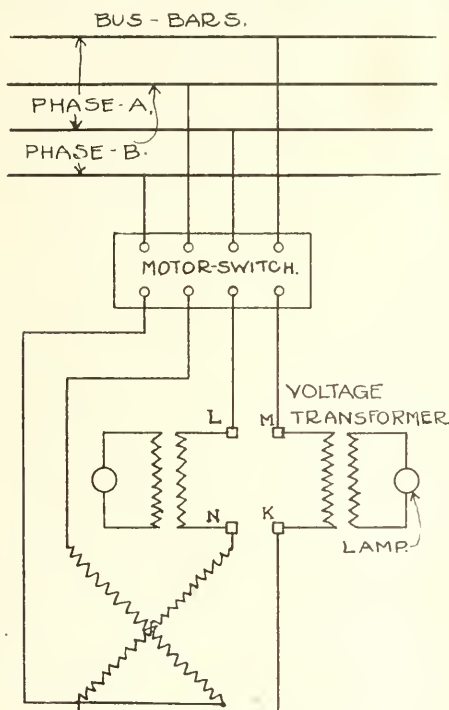 BUS-BARS.
PHASE-A.
PHASE-B.
MOTOR-SWITCH.
VOLTAGE
TRANSFORMER
L
M
N
K
LAMP.